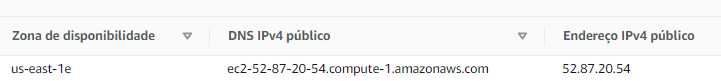 Zona de disponibilidade DNS IPv4 público Endereço IPv4 público
us-east-1e ec2-52-87-20-54.compute-1.amazonaws.com 52.87.20.54